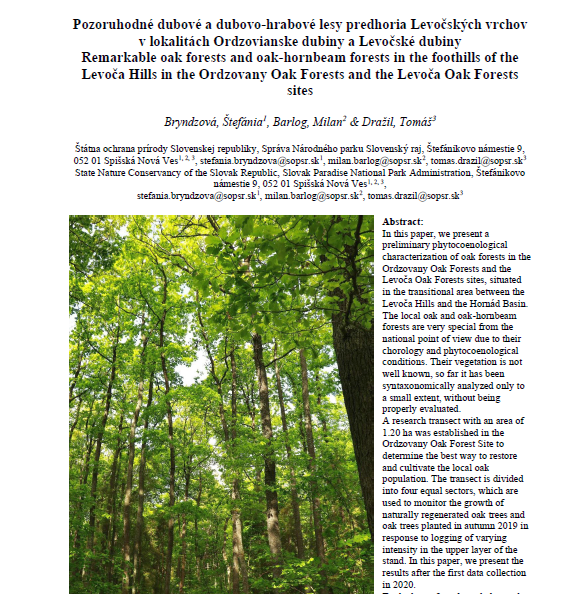 Pozoruhodné dubové a dubovo-hrabové lesy predhoria Levočských vrchov
v lokalitách Ordzovianske dubiny a Levočské dubiny
Remarkable oak forests and oak-hornbeam forests in the foothills of the
Levoča Hills in the Ordzovany Oak Forests and the Levoča Oak Forests
sites
Bryndzová, Štefánia¹, Barlog, Milan² & Dražil, Tomáš³
Štátna ochrana prírody Slovenskej republiky, Správa Národného parku Slovenský raj, Štefánikovo námestie 9,
052 01 Spišská Nová Ves¹, ², ³, stefania.bryndzova@sopsr.sk¹, milan.barlog@sopsr.sk², tomas.drazil@sopsr.sk³
State Nature Conservancy of the Slovak Republic, Slovak Paradise National Park Administration, Štefánikovo
námestie 9, 052 01 Spišská Nová Ves¹, ², ³,
stefania.bryndzova@sopsr.sk¹, milan.barlog@sopsr.sk², tomas.drazil@sopsr.sk³
Abstract:
In this paper, we present a
preliminary phytocoenological
characterization of oak forests in the
Ordzovany Oak Forests and the
Levoča Oak Forests sites, situated
in the transitional area between the
Levoča Hills and the Hornád Basin.
The local oak and oak-hornbeam
forests are very special from the
national point of view due to their
chorology and phytocoenological
conditions. Their vegetation is not
well known, so far it has been
syntaxonomically analyzed only to
a small extent, without being
properly evaluated.
A research transect with an area of
1.20 ha was established in the
Ordzovany Oak Forest Site to
determine the best way to restore
and cultivate the local oak
population. The transect is divided
into four equal sectors, which are
used to monitor the growth of
naturally regenerated oak trees and
oak trees planted in autumn 2019 in
response to logging of varying
intensity in the upper layer of the
stand. In this paper, we present the
results after the first data collection
in 2020.